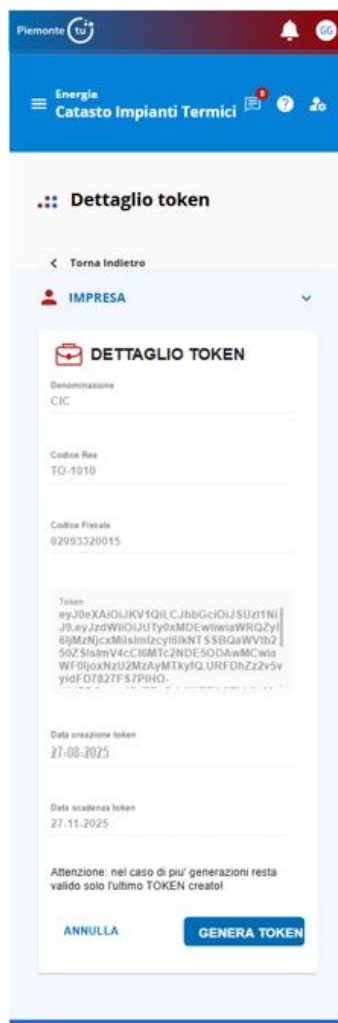 Piemonte tu
GG
Energia
Catasto Impianti Termici
Dettaglio token
Torna Indietro
IMPRESA
DETTAGLIO TOKEN
Denominazione
CIC
Codice Rea
TO-1010
Codice Fiscale
02993320015
Token
Data creazione token
27-08-2025
Data scadenza token
27-11-2025
Attenzione: nel caso di piu' generazioni resta
valido solo l'ultimo TOKEN creato!
ANNULLA
GENERA TOKEN